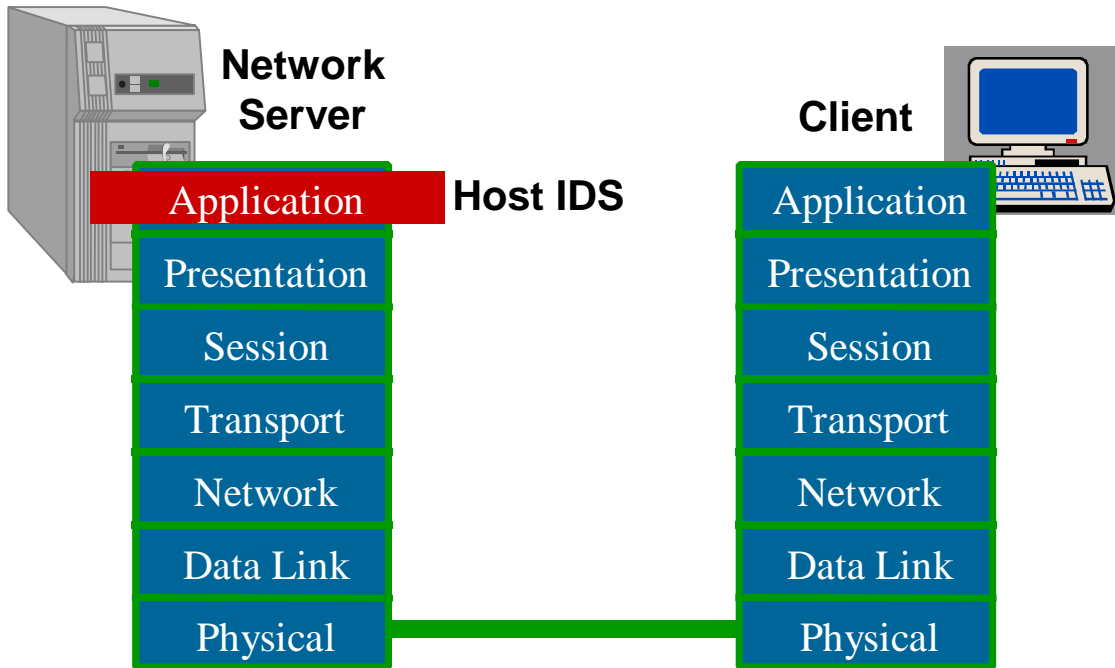 Network
Server
Client
Application
Host IDS
Application
Presentation
Presentation
Session
Session
Transport
Transport
Network
Network
Data Link
Data Link
Physical
Physical